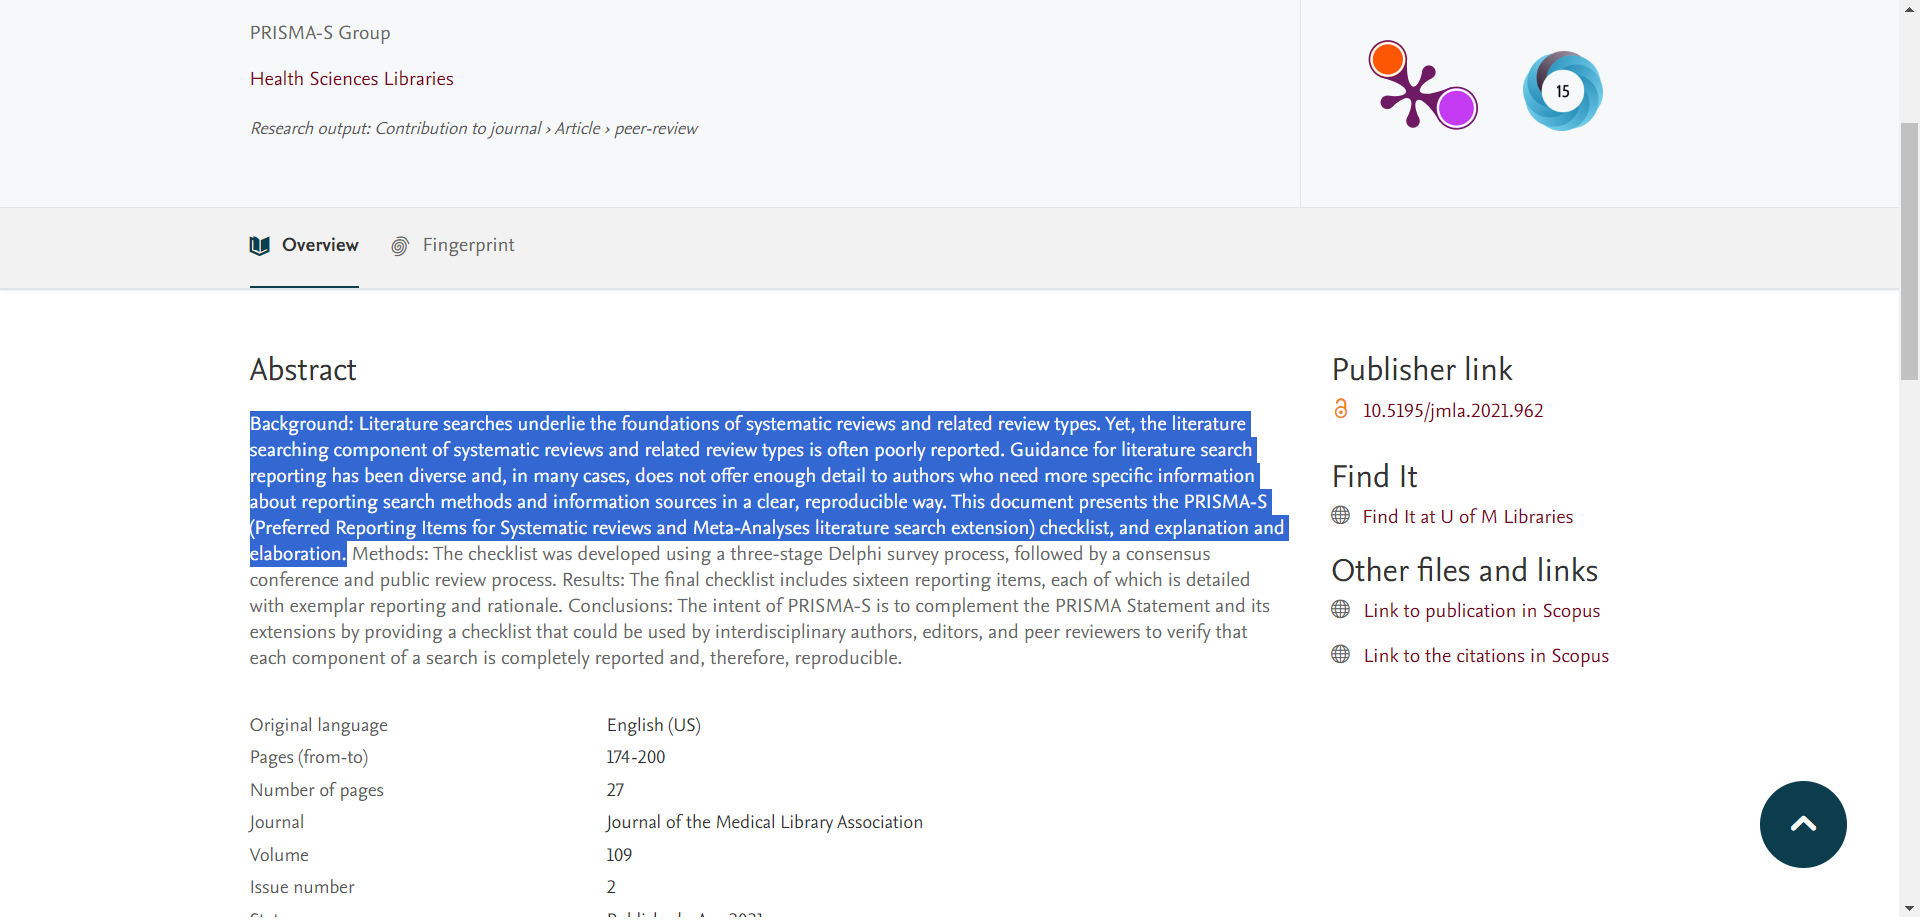 PRISMA-S Group
Health Sciences Libraries
Research output: Contribution to journal › Article › peer-review
15
Overview
Fingerprint
Abstract
Background: Literature searches underlie the foundations of systematic reviews and related review types. Yet, the literature
searching component of systematic reviews and related review types is often poorly reported. Guidance for literature search
reporting has been diverse and, in many cases, does not offer enough detail to authors who need more specific information
about reporting search methods and information sources in a clear, reproducible way. This document presents the PRISMA-S
(Preferred Reporting Items for Systematic reviews and Meta-Analyses literature search extension) checklist, and explanation and
elaboration. Methods: The checklist was developed using a three-stage Delphi survey process, followed by a consensus
conference and public review process. Results: The final checklist includes sixteen reporting items, each of which is detailed
with exemplar reporting and rationale. Conclusions: The intent of PRISMA-S is to complement the PRISMA Statement and its
extensions by providing a checklist that could be used by interdisciplinary authors, editors, and peer reviewers to verify that
each component of a search is completely reported and, therefore, reproducible.
Original language English (US)
Pages (from-to) 174-200
Number of pages 27
Journal Journal of the Medical Library Association
Volume 109
Issue number 2
Publisher link
10.5195/jmla.2021.962
Find It
Find It at U of M Libraries
Other files and links
Link to publication in Scopus
Link to the citations in Scopus